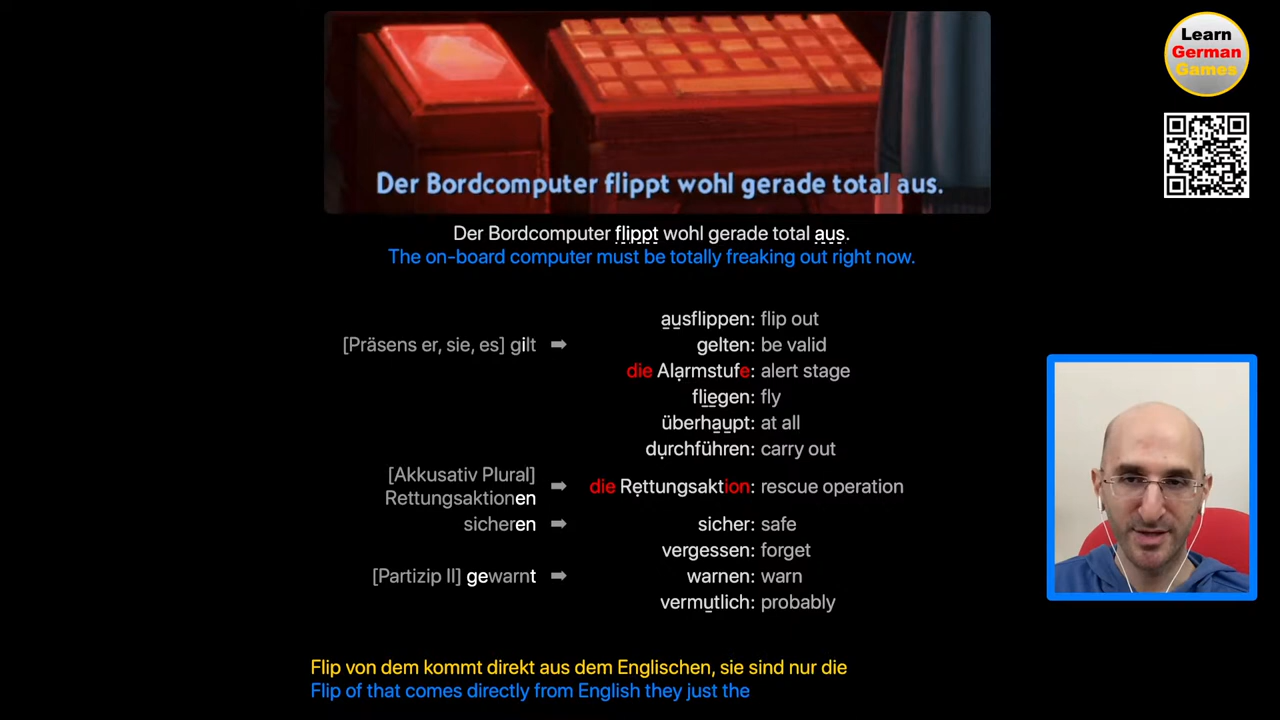 Learn
German
Games
Der Bordcomputer flippt wohl gerade total aus.
Der Bordcomputer flippt wohl gerade total aus.
The on-board computer must be totally freaking out right now.
ausflippen: flip out
[Präsens er, sie, es] gilt ➡ gelten: be valid
die Alarmstufe: alert stage
fliegen: fly
überhaupt: at all
durchführen: carry out
[Akkusativ Plural]
Rettungsaktionen ➡ die Rettungsaktion: rescue operation
sicheren ➡ sicher: safe
vergessen: forget
[Partizip II] gewarnt ➡ warnen: warn
vermutlich: probably
Flip von dem kommt direkt aus dem Englischen, sie sind nur die
Flip of that comes directly from English they just the